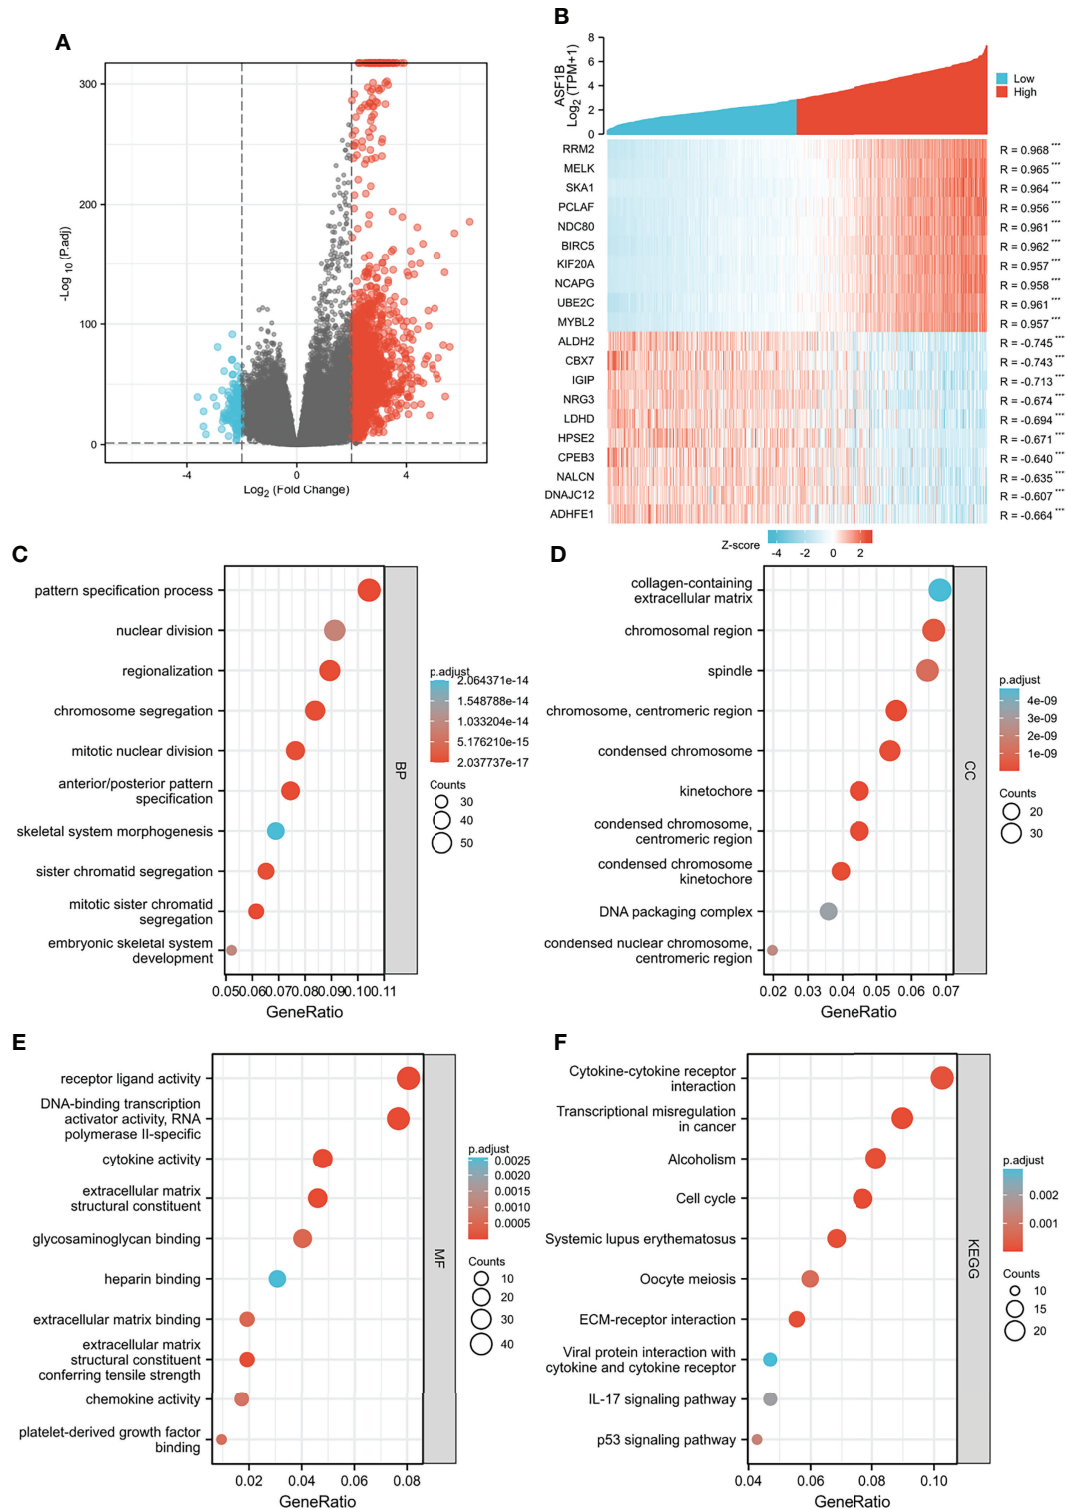 A
300
200
100
0
-Log 10 (P.adj)
-4
0
4
Log2 (Fold Change)
B
8
6
4
2
0
ASF1B
Log2 (TPM+1)
Low
High
RRM2 R = 0.968 ***
MELK R = 0.965 ***
SKA1 R = 0.964 ***
PCLAF R = 0.956 ***
NDC80 R = 0.961 ***
BIRC5 R = 0.962 ***
KIF20A R = 0.957 ***
NCAPG R = 0.958 ***
UBE2C R = 0.961 ***
MYBL2 R = 0.957 ***
ALDH2 R = -0.745 ***
CBX7 R = -0.743 ***
IGIP R = -0.713 ***
NRG3 R = -0.674 ***
LDHD R = -0.694 ***
HPSE2 R = -0.671 ***
CPEB3 R = -0.640 ***
NALCN R = -0.635 ***
DNAJC12 R = -0.607 ***
ADHFE1 R = -0.664 ***
Z-score
-4 -2 0 2
C
pattern specification process
nuclear division
regionalization
chromosome segregation
mitotic nuclear division
anterior/posterior pattern
specification
skeletal system morphogenesis
sister chromatid segregation
mitotic sister chromatid
segregation
embryonic skeletal system
development
0.050.060.070.080.090.100.11
GeneRatio
BP
p.adjust
2.064371e-14
1.548788e-14
1.033204e-14
5.176210e-15
2.037737e-17
Counts
30
40
50
D
collagen-containing
extracellular matrix
chromosomal region
spindle
chromosome, centromeric region
condensed chromosome
kinetochore
condensed chromosome,
centromeric region
condensed chromosome
kinetochore
DNA packaging complex
condensed nuclear chromosome,
centromeric region
0.02 0.03 0.04 0.05 0.06 0.07
GeneRatio
CC
p.adjust
4e-09
3e-09
2e-09
1e-09
Counts
20
30
E
receptor ligand activity
DNA-binding transcription
activator activity, RNA
polymerase II-specific
cytokine activity
extracellular matrix
structural constituent
glycosaminoglycan binding
heparin binding
extracellular matrix binding
extracellular matrix
structural constituent
conferring tensile strength
chemokine activity
platelet-derived growth factor
binding
0.02 0.04 0.06 0.08
GeneRatio
MF
p.adjust
0.0025
0.0020
0.0015
0.0010
0.0005
Counts
10
20
30
40
F
Cytokine-cytokine receptor
interaction
Transcriptional misregulation
in cancer
Alcoholism
Cell cycle
Systemic lupus erythematosus
Oocyte meiosis
ECM-receptor interaction
Viral protein interaction with
cytokine and cytokine receptor
IL-17 signaling pathway
p53 signaling pathway
0.04 0.06 0.08 0.10
GeneRatio
KEGG
p.adjust
0.002
0.001
Counts
10
15
20